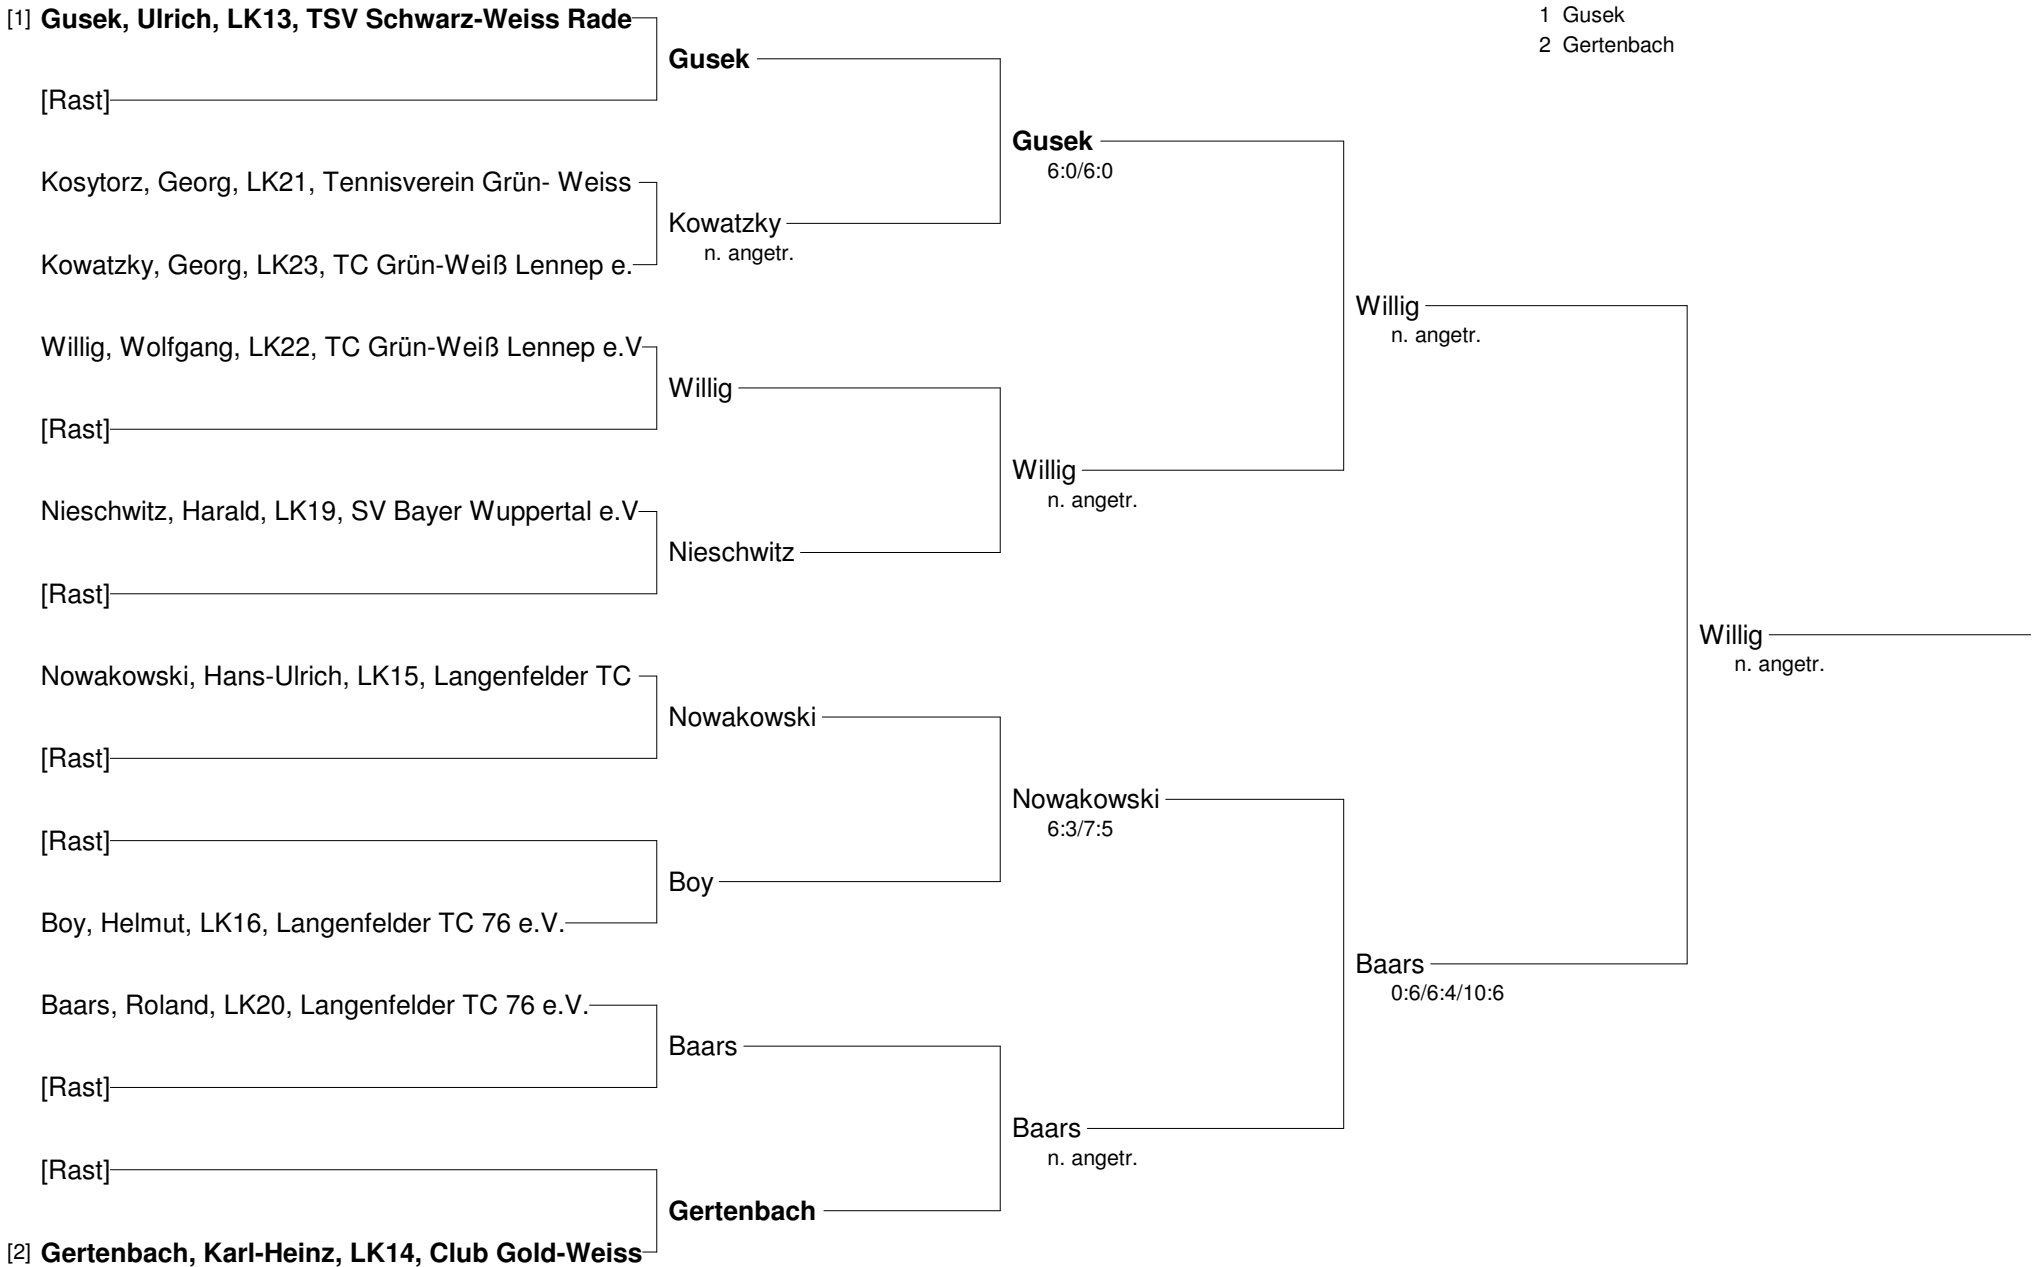 [1] Gusek, Ulrich, LK13, TSV Schwarz-Weiss Rade
[Rast]
Kosytorz, Georg, LK21, Tennisverein Grün- Weiss
Kowatzky, Georg, LK23, TC Grün-Weiß Lennep e.
Willig, Wolfgang, LK22, TC Grün-Weiß Lennep e.V
[Rast]
Nieschwitz, Harald, LK19, SV Bayer Wuppertal e.V
[Rast]
Nowakowski, Hans-Ulrich, LK15, Langenfelder TC
[Rast]
[Rast]
Boy, Helmut, LK16, Langenfelder TC 76 e.V.
Baars, Roland, LK20, Langenfelder TC 76 e.V.
[Rast]
[Rast]
[2] Gertenbach, Karl-Heinz, LK14, Club Gold-Weiss
Gusek
Kowatzky
n. angetr.
Willig
Nieschwitz
Nowakowski
Boy
Baars
Gertenbach
Gusek
6:0/6:0
Willig
n. angetr.
Nowakowski
6:3/7:5
Baars
n. angetr.
Willig
n. angetr.
Baars
0:6/6:4/10:6
Willig
n. angetr.
1 Gusek
2 Gertenbach